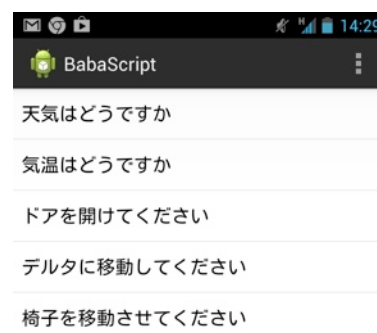 H 14:29
BabaScript
天気はどうですか
気温はどうですか
ドアを開けてください
デルタに移動してください
椅子を移動させてください